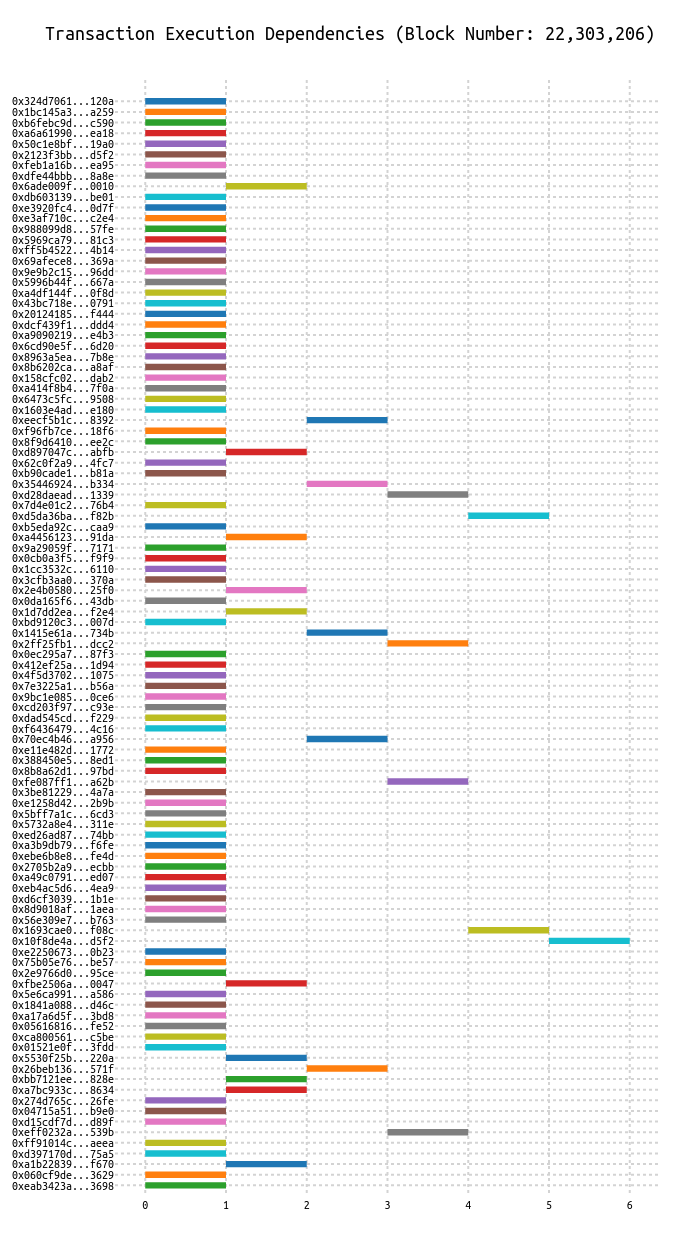 Transaction Execution Dependencies (Block Number: 22,303,206)
0x324d7061...120a
0x1bc145a3...a259
0xb6febc9d...c590
0xa6a61990...ea18
0x50c1e8bf...19a0
0x2123f3bb...d5f2
0xfeb1a16b...ea95
0xdfe44bbb...8a8e
0x6ade009f...0010
0xdb603139...be01
0xe3920fc4...0d7f
0xe3af710c...c2e4
0x988099d8...57fe
0x5969ca79...81c3
0xff5b4522...4b14
0x69afece8...369a
0x9e9b2c15...96dd
0x5996b44f...667a
0xa4df144f...0f8d
0x43bc718e...0791
0x20124185...f444
0xdcf439f1...ddd4
0xa9090219...e4b3
0x6cd90e5f...6d20
0x8963a5ea...7b8e
0x8b6202ca...a8af
0x158cfc02...dab2
0xa414f8b4...7f0a
0x6473c5fc...9508
0x1603e4ad...e180
0xeecf5b1c...8392
0xf96fb7ce...18f6
0x8f9d6410...ee2c
0xd897047c...abfb
0x62c0f2a9...4fc7
0xb90cade1...b81a
0x35446924...b334
0xd28daead...1339
0x7d4e01c2...76b4
0xd5da36ba...f82b
0xb5eda92c...caa9
0xa4456123...91da
0x9a29059f...7171
0x0cb0a3f5...f9f9
0x1cc3532c...6110
0x3cfb3aa0...370a
0x2e4b0580...25f0
0x0da165f6...43db
0x1d7dd2ea...f2e4
0xbd9120c3...007d
0x1415e61a...734b
0x2ff25fb1...dcc2
0x0ec295a7...87f3
0x412ef25a...1d94
0x4f5d3702...1075
0x7e3225a1...b56a
0x9bc1e085...0ce6
0xcd203f97...c93e
0xdad545cd...f229
0xf6436479...4c16
0x70ec4b46...a956
0xe11e482d...1772
0x388450e5...8ed1
0x8b8a62d1...97bd
0xfe087ff1...a62b
0x3be81229...4a7a
0xe1258d42...2b9b
0x5bff7a1c...6cd3
0x5732a8e4...311e
0xed26ad87...74bb
0xa3b9db79...f6fe
0xebe6b8e8...fe4d
0x2705b2a9...ecbb
0xa49c0791...ed07
0xeb4ac5d6...4ea9
0xd6cf3039...1b1e
0x8d9018af...1aea
0x56e309e7...b763
0x1693cae0...f08c
0x10f8de4a...d5f2
0xe2250673...0b23
0x75b05e76...be57
0x2e9766d0...95ce
0xfbe2506a...0047
0x5e6ca991...a586
0x1841a088...d46c
0xa17a6d5f...3bd8
0x05616816...fe52
0xca800561...c5be
0x01521e0f...3fdd
0x5530f25b...220a
0x26beb136...571f
0xbb7121ee...828e
0xa7bc933c...8634
0x274d765c...26fe
0x04715a51...b9e0
0xd15cdf7d...d89f
0xeff0232a...539b
0xff91014c...aeea
0xd397170d...75a5
0xa1b22839...f670
0x060cf9de...3629
0xeab3423a...3698
0 1 2 3 4 5 6